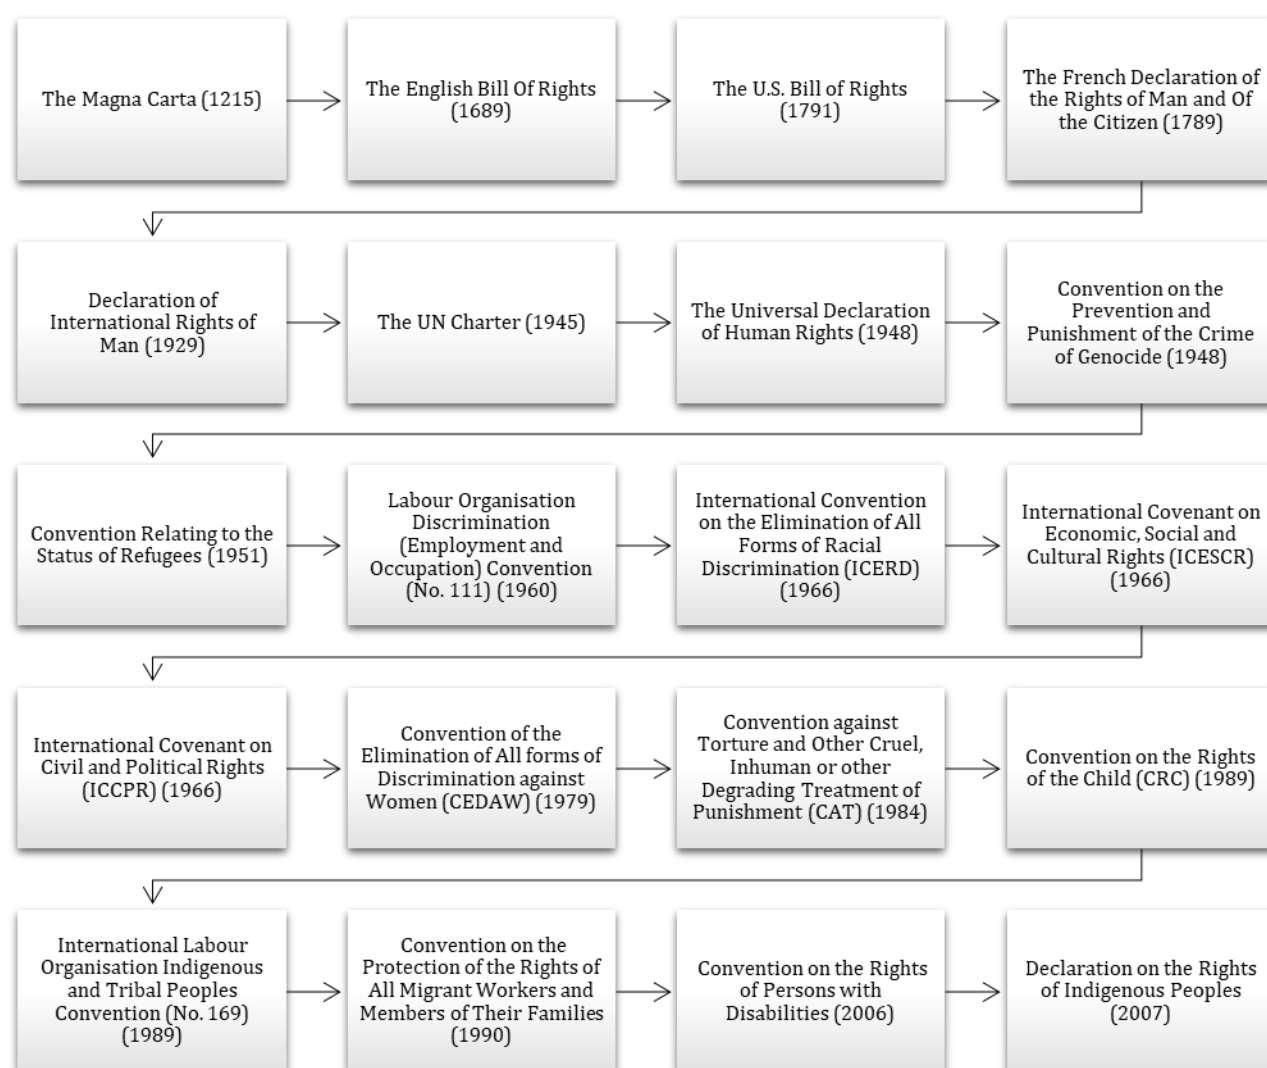 The Magna Carta (1215)
The English Bill Of Rights
(1689)
The U.S. Bill of Rights
(1791)
The French Declaration of
the Rights of Man and Of
the Citizen (1789)
Declaration of
International Rights of
Man (1929)
The UN Charter (1945)
The Universal Declaration
of Human Rights (1948)
Convention on the
Prevention and
Punishment of the Crime
of Genocide (1948)
Convention Relating to the
Status of Refugees (1951)
Labour Organisation
Discrimination
(Employment and
Occupation) Convention
(No. 111) (1960)
International Convention
on the Elimination of All
Forms of Racial
Discrimination (ICERD)
(1966)
International Covenant on
Economic, Social and
Cultural Rights (ICESCR)
(1966)
International Covenant on
Civil and Political Rights
(ICCPR) (1966)
Convention of the
Elimination of All forms of
Discrimination against
Women (CEDAW) (1979)
Convention against
Torture and Other Cruel,
Inhuman or other
Degrading Treatment of
Punishment (CAT) (1984)
Convention on the Rights
of the Child (CRC) (1989)
International Labour
Organisation Indigenous
and Tribal Peoples
Convention (No. 169)
(1989)
Convention on the
Protection of the Rights of
All Migrant Workers and
Members of Their Families
(1990)
Convention on the Rights
of Persons with
Disabilities (2006)
Declaration on the Rights
of Indigenous Peoples
(2007)